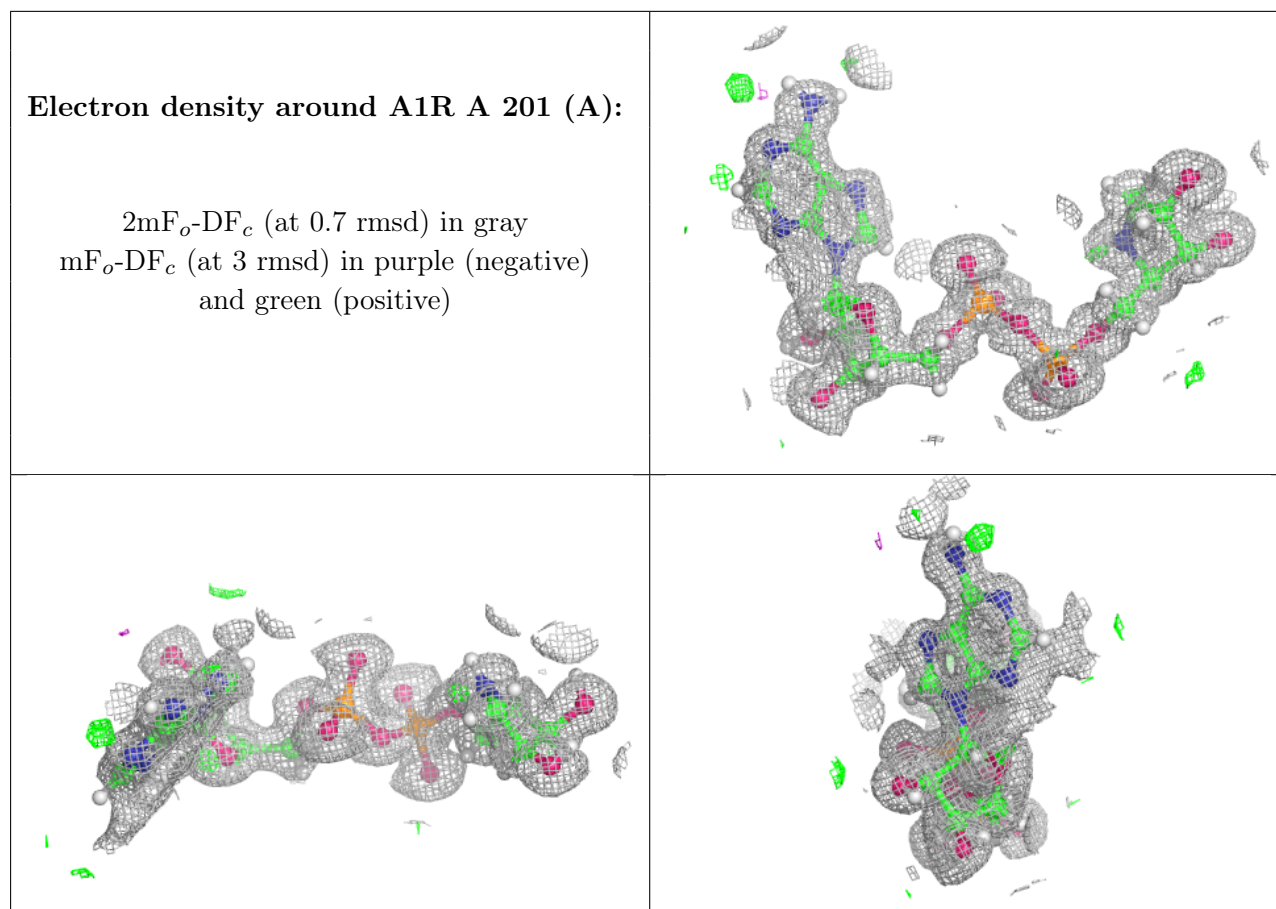 Electron density around A1R A 201 (A):
2mFo-DFc (at 0.7 rmsd) in gray
mFo-DFc (at 3 rmsd) in purple (negative)
and green (positive)